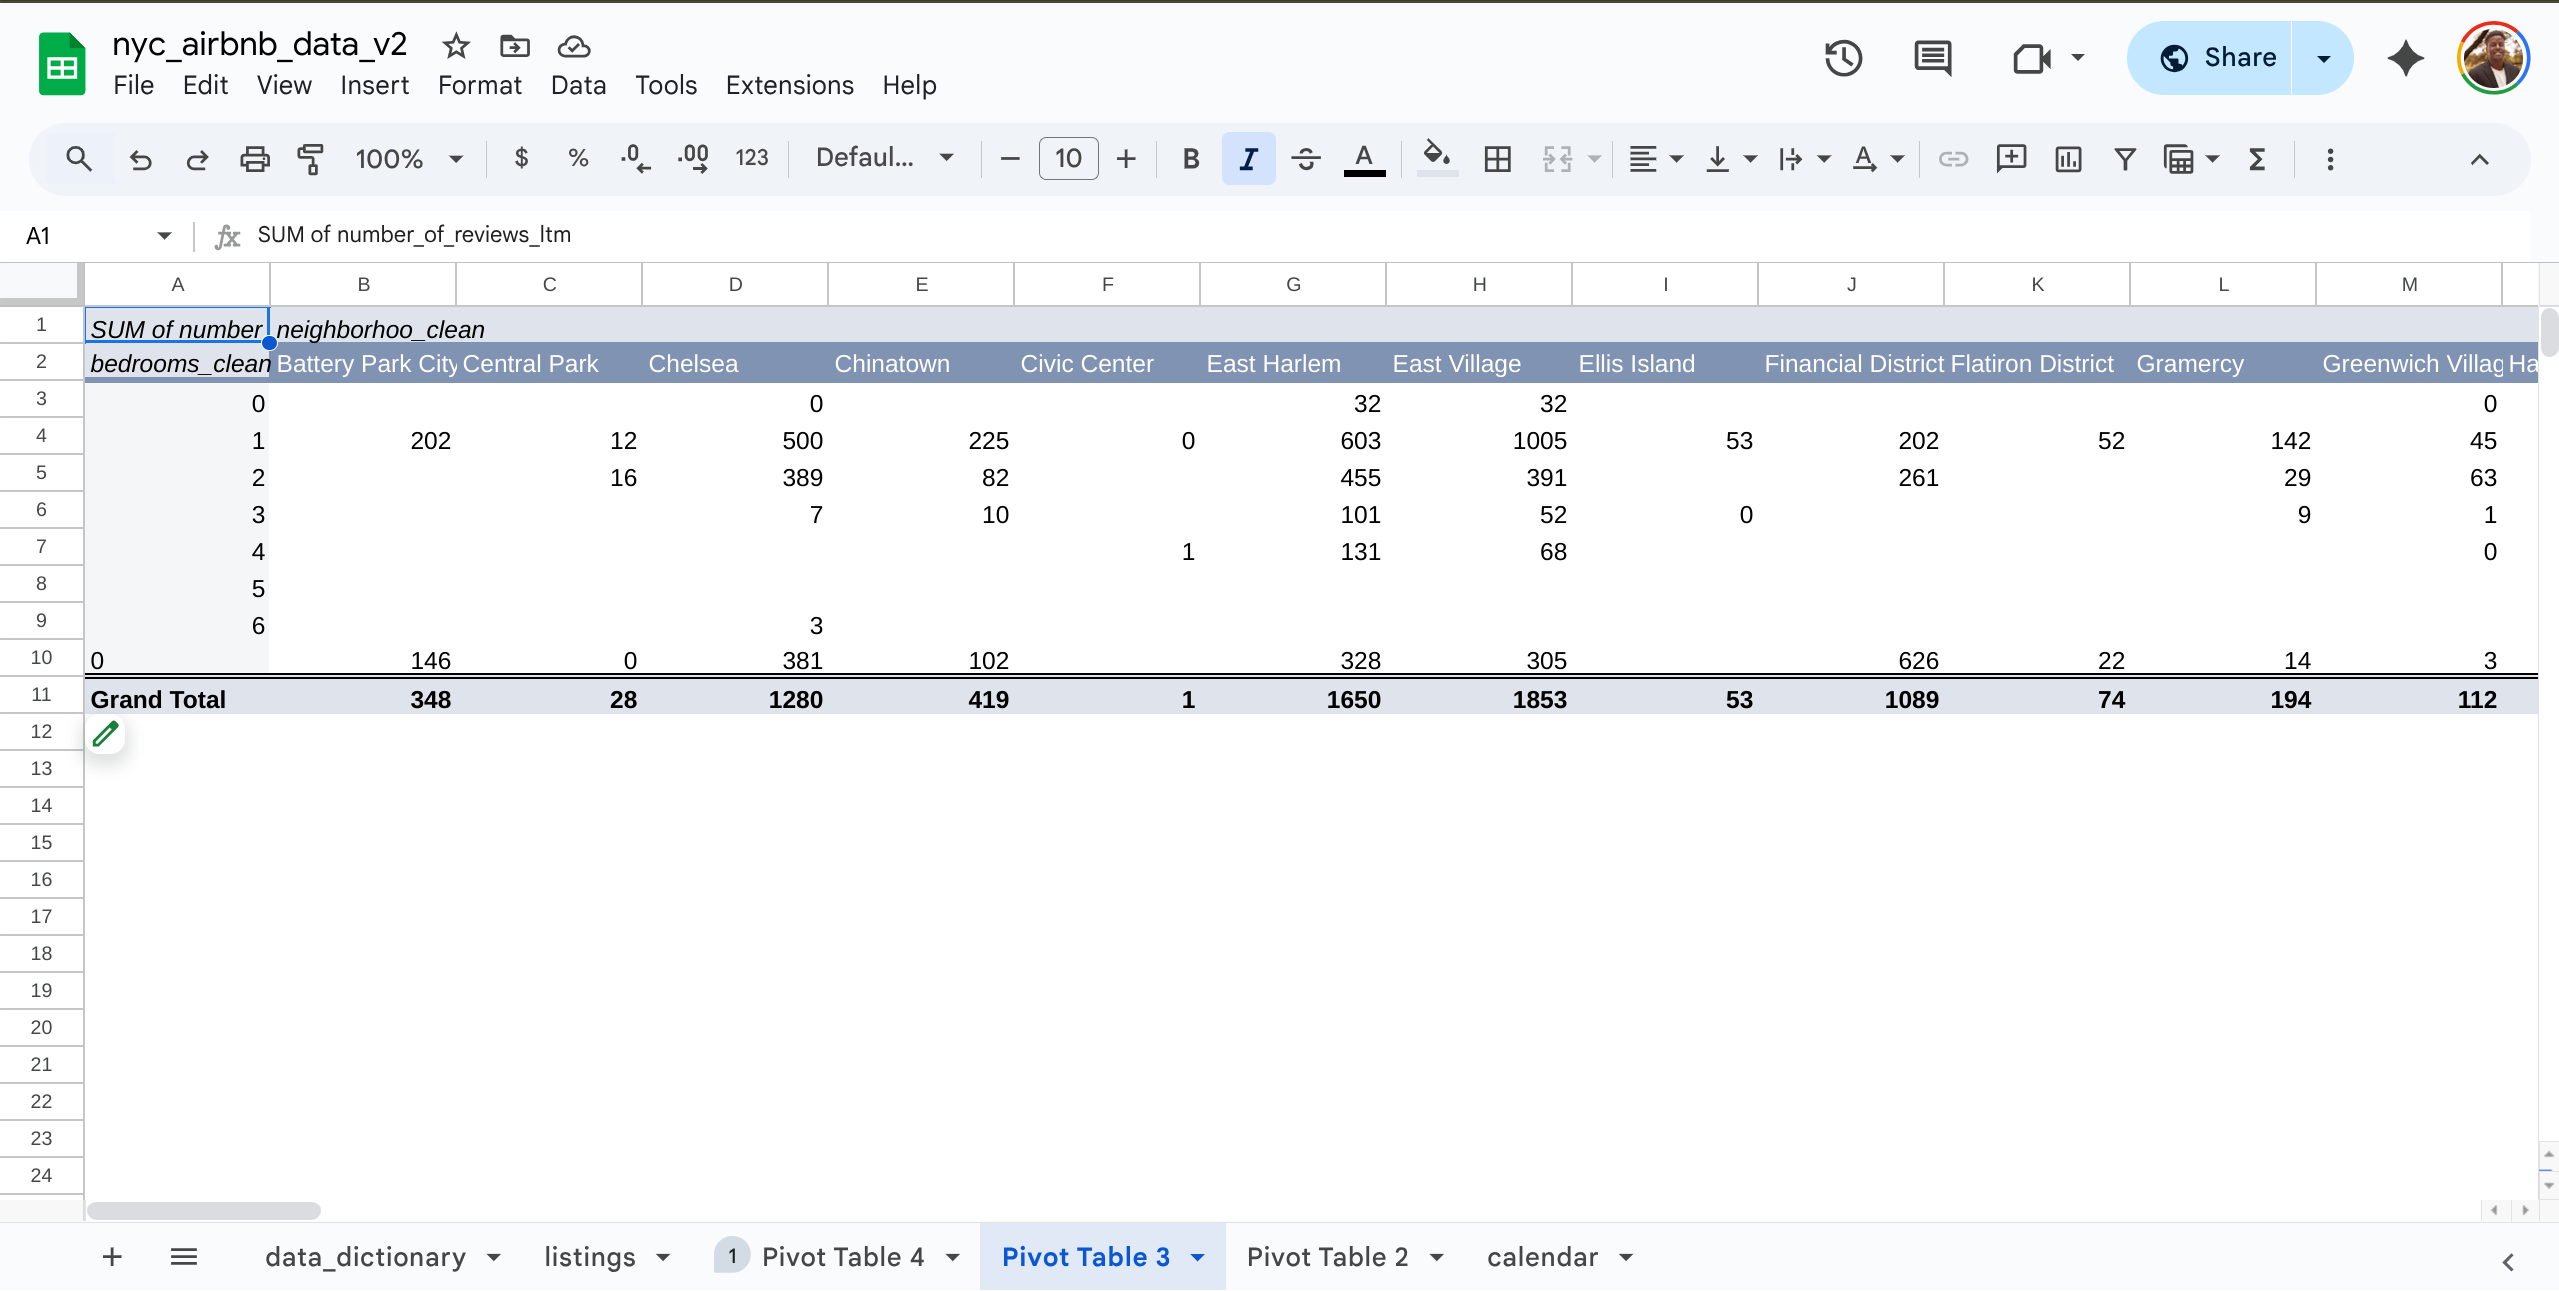 nyc_airbnb_data_v2
File Edit View Insert Format Data Tools Extensions Help
Share
100% $ % .0 .00 123 Defaul... 10 B I S A A Σ
A1 fx SUM of number_of_reviews_ltm
A B C D E F G H I J K L M
1 SUM of number neighborhoo_clean
2 bedrooms_clean Battery Park City Central Park Chelsea Chinatown Civic Center East Harlem East Village Ellis Island Financial District Flatiron District Gramercy Greenwich Villag Ha
3 0 0 32 32 0
4 1 202 12 500 225 0 603 1005 53 202 52 142 45
5 2 16 389 82 455 391 261 29 63
6 3 7 10 101 52 0 9 1
7 4 1 131 68 0
8 5
9 6 3
10 0 146 0 381 102 328 305 626 22 14 3
11 Grand Total 348 28 1280 419 1 1650 1853 53 1089 74 194 112
12
13
14
15
16
17
18
19
20
21
22
23
24
data_dictionary listings 1 Pivot Table 4 Pivot Table 3 Pivot Table 2 calendar